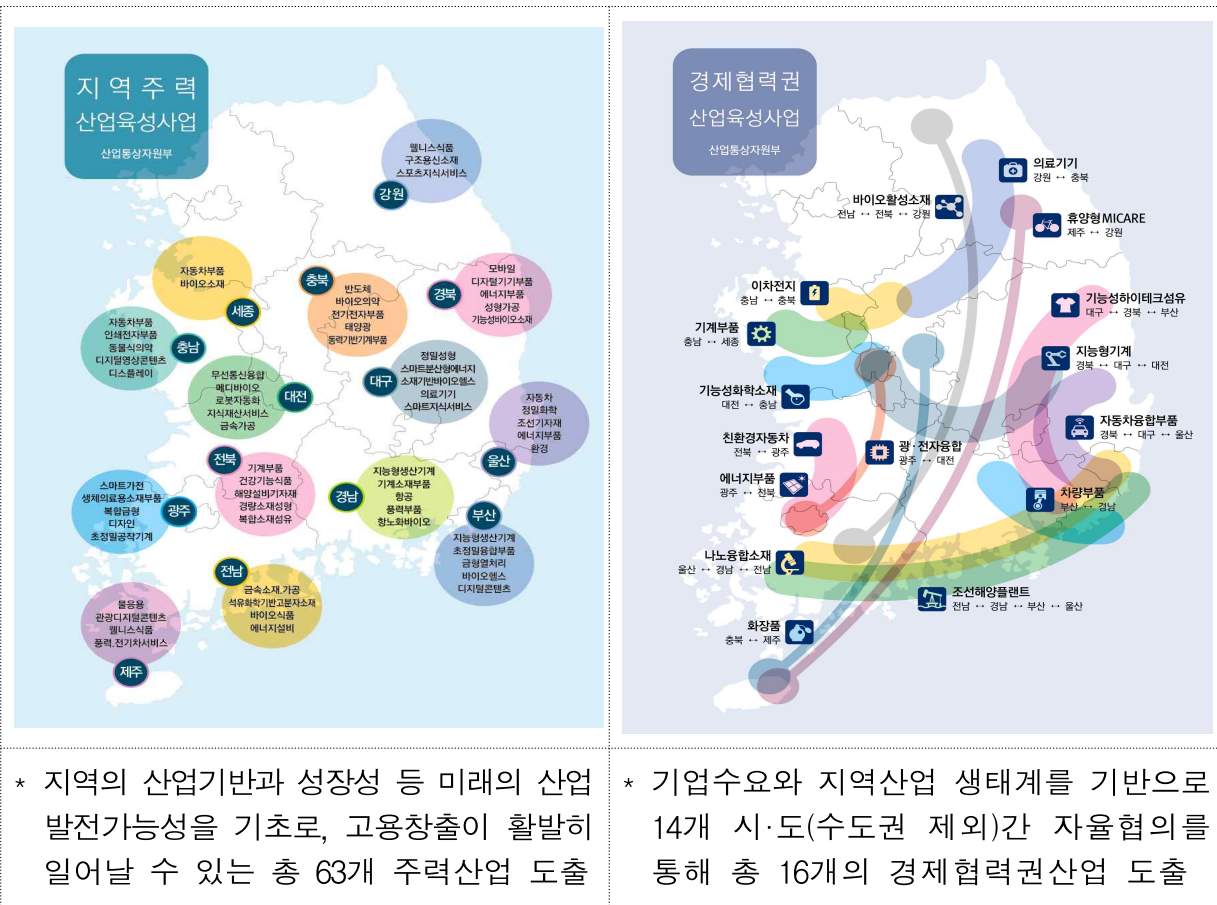 지역주력
산업육성사업
산업통상자원부
웰니스식품
구조용신소재
스포츠지식서비스
강원
자동차부품
바이오소재
세종
충북
반도체
바이오의약
전기전자부품
태양광
동력기반기계부품
경북
모바일
디지털기기부품
에너지부품
성형가공
기능성바이오소재
자동차부품
인쇄전자부품
동물식의약
디지털영상콘텐츠
디스플레이
충남
무선통신융합
메디바이오
로봇자동화
지식재산서비스
금속가공
대전
정밀성형
스마트분산형에너지
소재기반바이오헬스
의료기기
스마트지식서비스
대구
자동차
정밀화학
조선기자재
에너지부품
환경
울산
전북
기계부품
건강기능식품
해양설비기자재
경량소재성형
복합소재섬유
지능형생산기계
기계소재부품
항공
풍력부품
항노화바이오
경남
스마트가전
생체의료용소재부품
복합금형
디자인
초정밀공작기계
광주
부산
지능형생산기계
초정밀융합부품
금형열처리
바이오헬스
디지털콘텐츠
전남
금속소재.가공
석유화학기반고분자소재
바이오식품
에너지설비
물응용
관광디지털콘텐츠
웰니스식품
풍력.전기차서비스
제주
* 지역의 산업기반과 성장성 등 미래의 산업
발전가능성을 기초로, 고용창출이 활발히
일어날 수 있는 총 63개 주력산업 도출
경제협력권
산업육성사업
산업통상자원부
의료기기
강원 ↔ 충북
바이오활성소재
전남 ↔ 전북 ↔ 강원
휴양형MICARE
제주 ↔ 강원
이차전지
충남 ↔ 충북
기능성하이테크섬유
대구 ↔ 경북 ↔ 부산
기계부품
충남 ↔ 세종
지능형기계
경북 ↔ 대구 ↔ 대전
기능성화학소재
대전 ↔ 충남
자동차융합부품
경북 ↔ 대구 ↔ 울산
친환경자동차
전북 ↔ 광주
광·전자융합
광주 ↔ 대전
에너지부품
광주 ↔ 전북
차량부품
부산 ↔ 경남
나노융합소재
울산 ↔ 경남 ↔ 전남
조선해양플랜트
전남 ↔ 경남 ↔ 부산 ↔ 울산
화장품
충북 ↔ 제주
* 기업수요와 지역산업 생태계를 기반으로
14개 시·도(수도권 제외)간 자율협의를
통해 총 16개의 경제협력권산업 도출